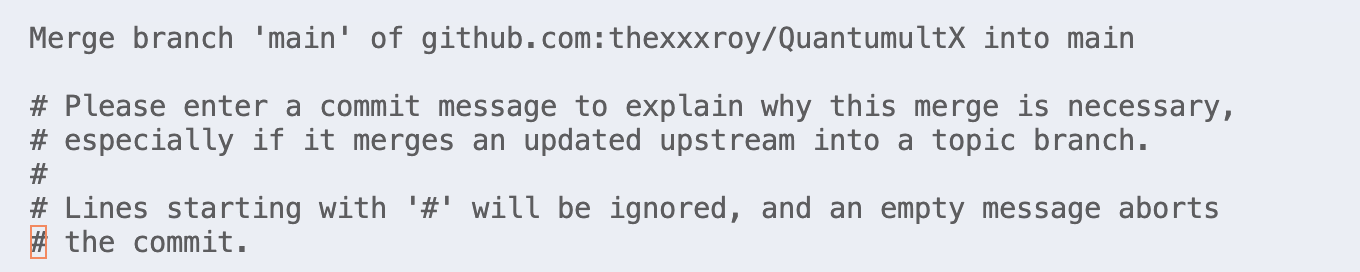 Merge branch 'main' of github.com:thexxxroy/QuantumultX into main
# Please enter a commit message to explain why this merge is necessary,
# especially if it merges an updated upstream into a topic branch.
#
# Lines starting with '#' will be ignored, and an empty message aborts
# the commit.